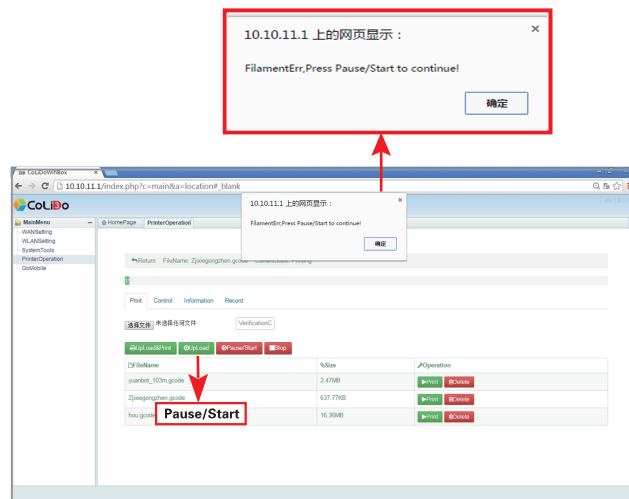 10.10.11.1 上的网页显示：
FilamentErr,Press Pause/Start to continue!
确定
CoLiDoWifiBox
10.10.11.1/index.php?c=main&a=location#_blank
CoLiDo
MainMenu
WANSetting
WLANSetting
SystemTools
PrinterOperation
GoMobile
HomePage PrinterOperation
10.10.11.1 上的网页显示：
FilamentErr,Press Pause/Start to continue!
确定
Return FileName: Zjixiegongzhen.gcode
Print Control Information Record
选择文件 未选择任何文件 VerificationC
UpLoad&Print UpLoad Pause/Start Stop
FileName Size Operation
yuanbot_103m.gcode 2.47MB Print Delete
Zjixiegongzhen.gcode 637.77KB Print Delete
hou.gcode 16.36MB Print Delete
Pause/Start